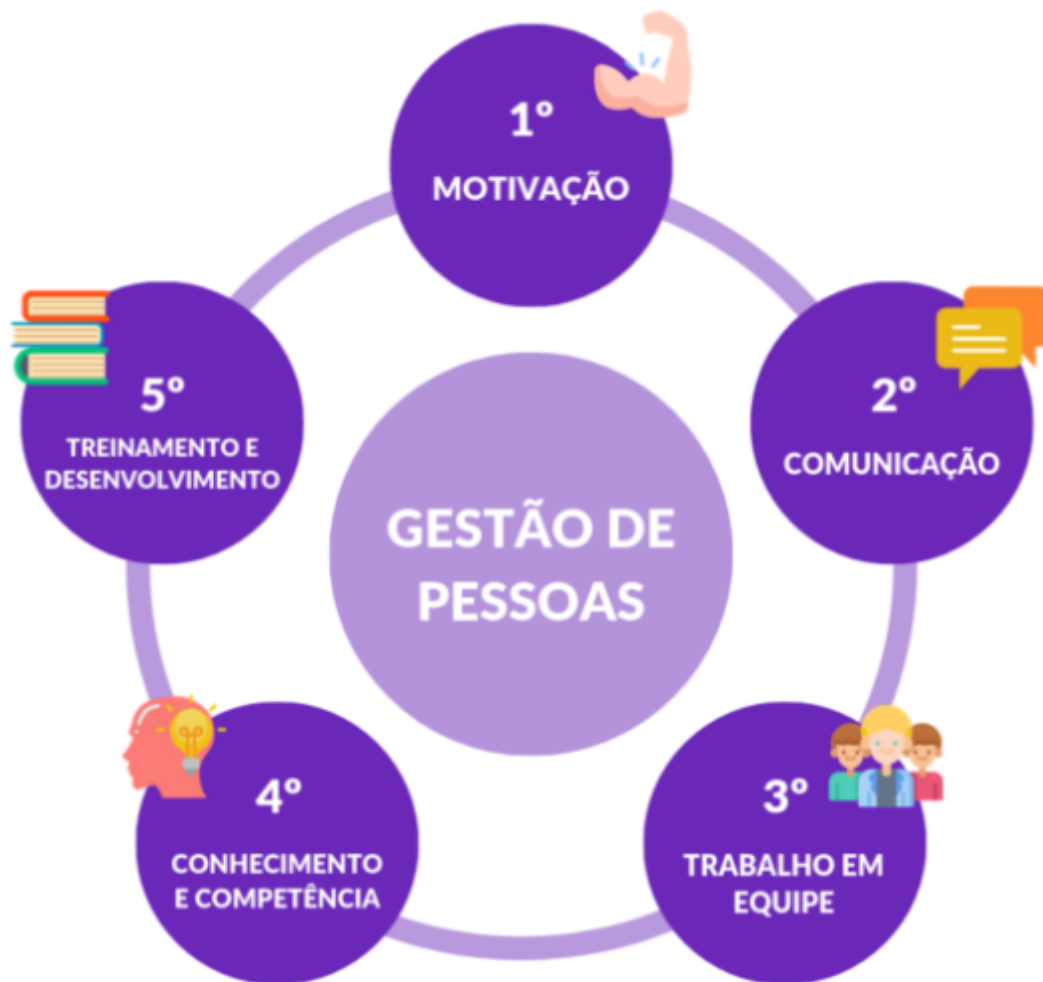 1º
MOTIVAÇÃO
2º
COMUNICAÇÃO
3º
TRABALHO EM
EQUIPE
4º
CONHECIMENTO
E COMPETÊNCIA
5º
TREINAMENTO E
DESENVOLVIMENTO
GESTÃO DE
PESSOAS